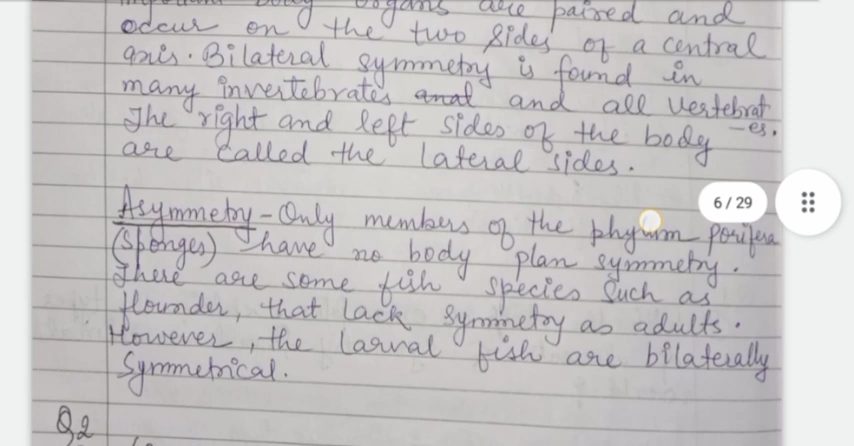 body organs are paired and
occur on the two sides of a central
axis. Bilateral symmetry is found in
many invertebrates and all vertebrat
-es.
The right and left sides of the body
are called the lateral sides.
6 / 29
Asymmetry - Only members of the phylum porifera
(Sponges) have no body plan symmetry.
There are some fish species such as
flounder, that lack symmetry as adults.
However, the larval fish are bilaterally
Symmetrical.
Q2